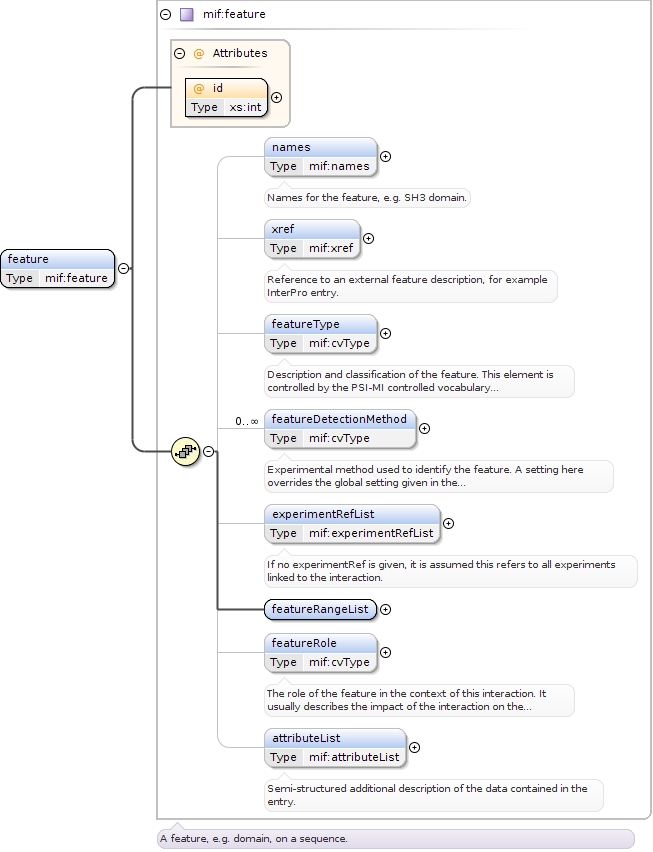 mif:feature
@ Attributes
@ id
Type xs:int
names
Type mif:names
Names for the feature, e.g. SH3 domain.
xref
Type mif:xref
Reference to an external feature description, for example
InterPro entry.
feature
Type mif:feature
featureType
Type mif:cvType
Description and classification of the feature. This element is
controlled by the PSI-MI controlled vocabulary...
0..∞
featureDetectionMethod
Type mif:cvType
Experimental method used to identify the feature. A setting here
overrides the global setting given in the...
experimentRefList
Type mif:experimentRefList
If no experimentRef is given, it is assumed this refers to all experiments
linked to the interaction.
featureRangeList
featureRole
Type mif:cvType
The role of the feature in the context of this interaction. It
usually describes the impact of the interaction on the...
attributeList
Type mif:attributeList
Semi-structured additional description of the data contained in the
entry.
A feature, e.g. domain, on a sequence.